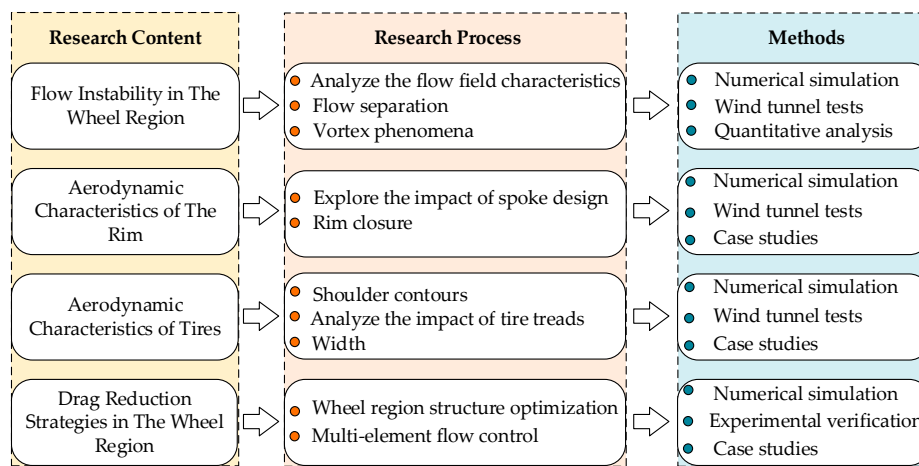 Research Content
Research Process
Methods
Flow Instability in The
Wheel Region
Analyze the flow field characteristics
Flow separation
Vortex phenomena
Numerical simulation
Wind tunnel tests
Quantitative analysis
Aerodynamic
Characteristics of The
Rim
Explore the impact of spoke design
Rim closure
Numerical simulation
Wind tunnel tests
Case studies
Aerodynamic
Characteristics of Tires
Shoulder contours
Analyze the impact of tire treads
Width
Numerical simulation
Wind tunnel tests
Case studies
Drag Reduction
Strategies in The Wheel
Region
Wheel region structure optimization
Multi-element flow control
Numerical simulation
Experimental verification
Case studies